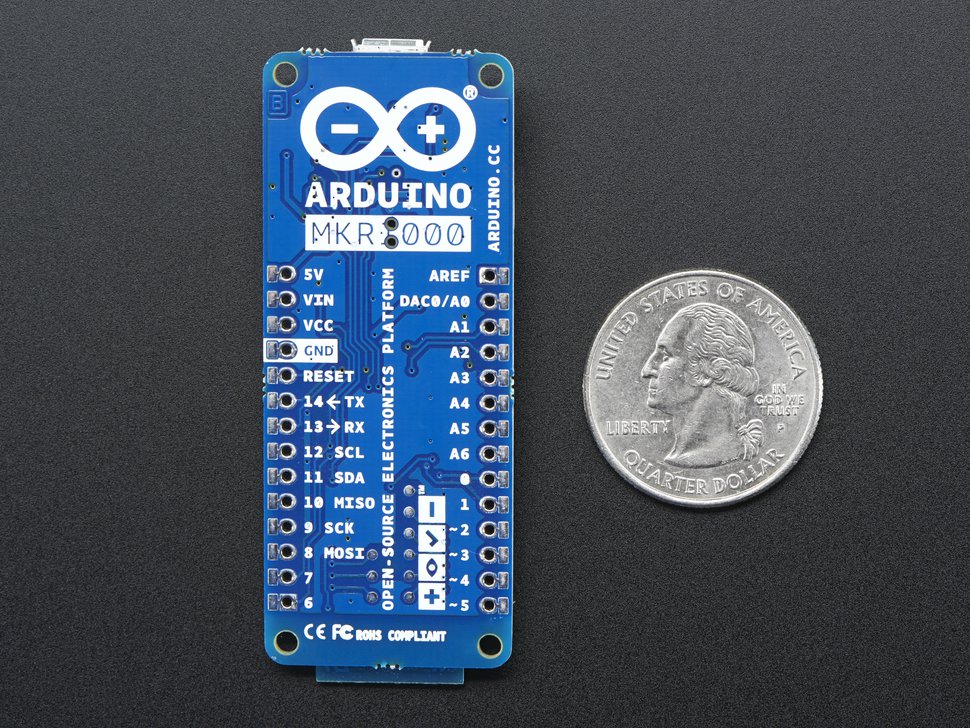 B
®
ARDUINO
MKR1000
ARDUINO.CC
5V
VIN
VCC
GND
RESET
14←TX
13→RX
12 SCL
11 SDA
10 MISO
9 SCK
8 MOSI
7
6
OPEN-SOURCE ELECTRONICS PLATFORM
TM
AREF
DAC0/A0
A1
A2
A3
A4
A5
A6
0
1
~2
~3
~4
~5
CE FC ROHS COMPLIANT
UNITED STATES OF AMERICA
LIBERTY
IN
GOD WE
TRUST
P
QUARTER DOLLAR